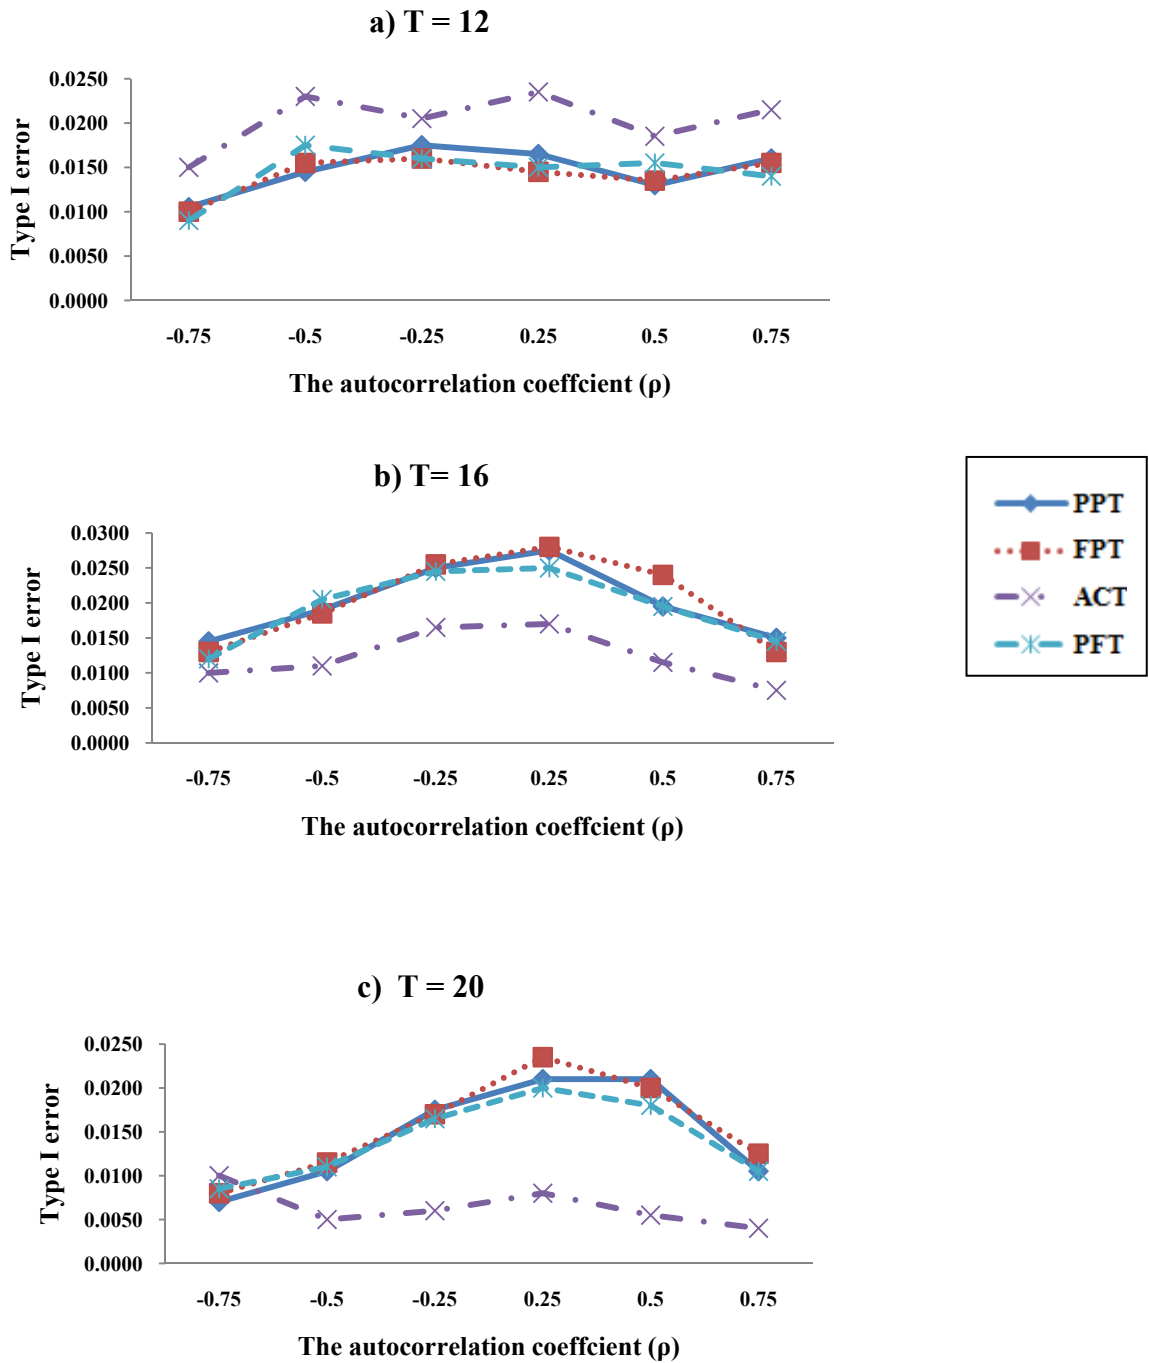 a) T = 12
0.0250
0.0200
0.0150
0.0100
0.0050
0.0000
Type I error
-0.75 -0.5 -0.25 0.25 0.5 0.75
The autocorrelation coeffcient (ρ)
b) T= 16
0.0300
0.0250
0.0200
0.0150
0.0100
0.0050
0.0000
Type I error
-0.75 -0.5 -0.25 0.25 0.5 0.75
The autocorrelation coeffcient (ρ)
PPT
FPT
ACT
PFT
c) T = 20
0.0250
0.0200
0.0150
0.0100
0.0050
0.0000
Type I error
-0.75 -0.5 -0.25 0.25 0.5 0.75
The autocorrelation coeffcient (ρ)